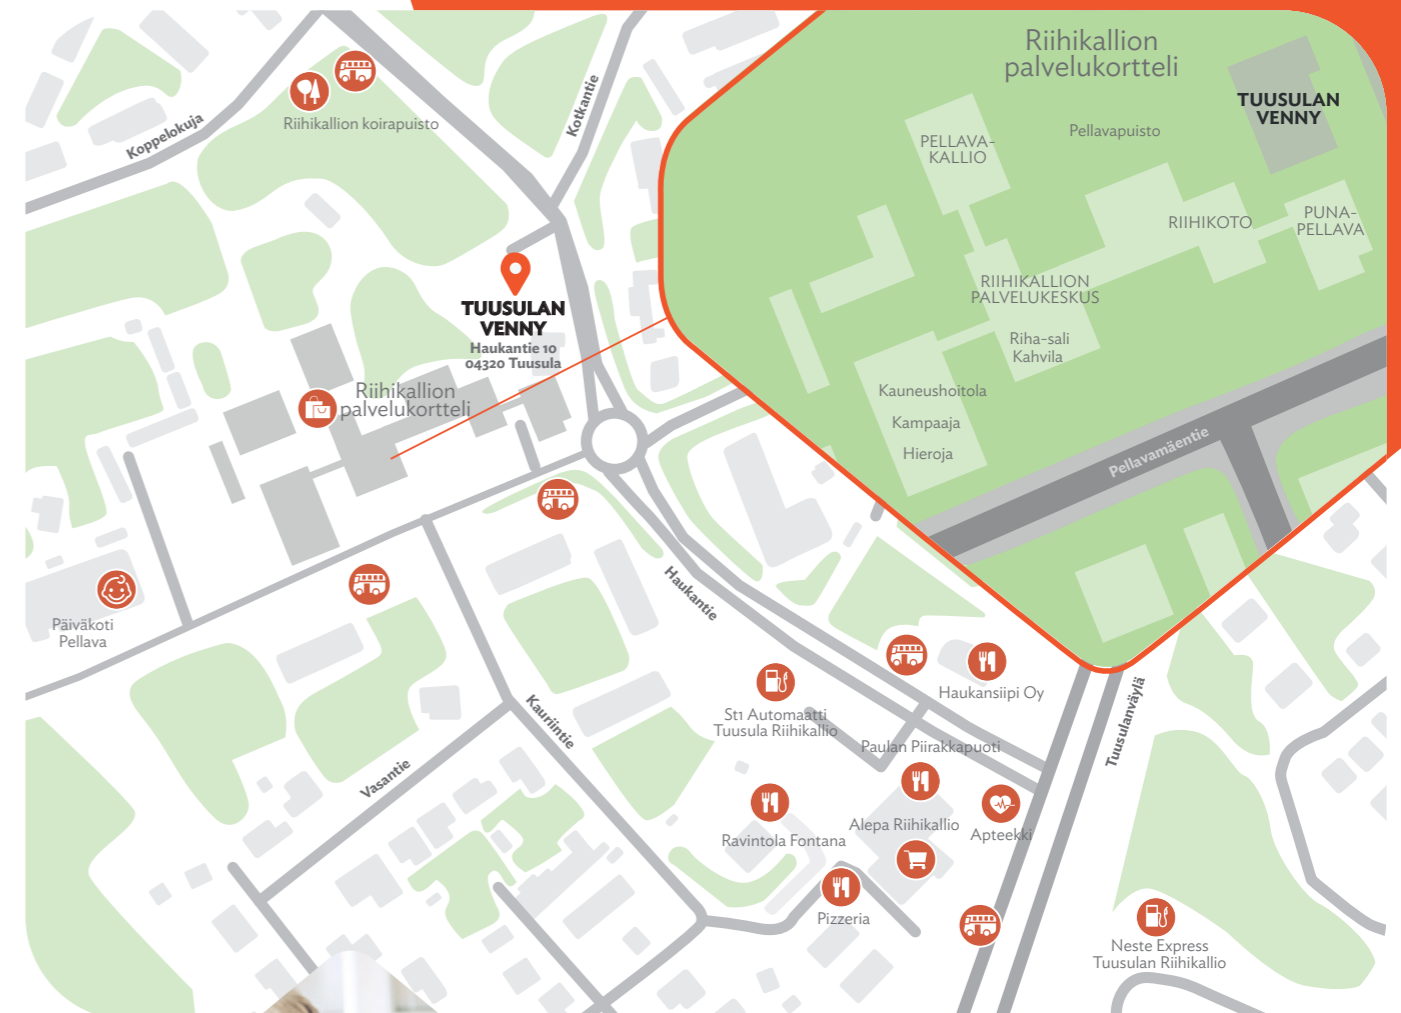 Riihikallion
palvelukortteli
TUUSULAN
VENNY
Pellavapuisto
PELLAVA-
KALLIO
RIIHIKOTO
PUNA-
PELLAVA
RIIHIKALLION
PALVELUKESKUS
Riha-sali
Kahvila
Kauneushoitola
Kampaaja
Hieroja
Pellavamäentie
Riihikallion koirapuisto
Koppelokuja
Kotkantie
TUUSULAN
VENNY
Haukantie 10
04320 Tuusula
Riihikallion
palvelukortteli
Päiväkoti
Pellava
Haukantie
Kauriintie
Vasantie
St1 Automaatti
Tuusula Riihikallio
Haukansiipi Oy
Tuusulanväylä
Paulan Piirakkapuoti
Ravintola Fontana
Alepa Riihikallio
Apteekki
Pizzeria
Neste Express
Tuusulan Riihikallio